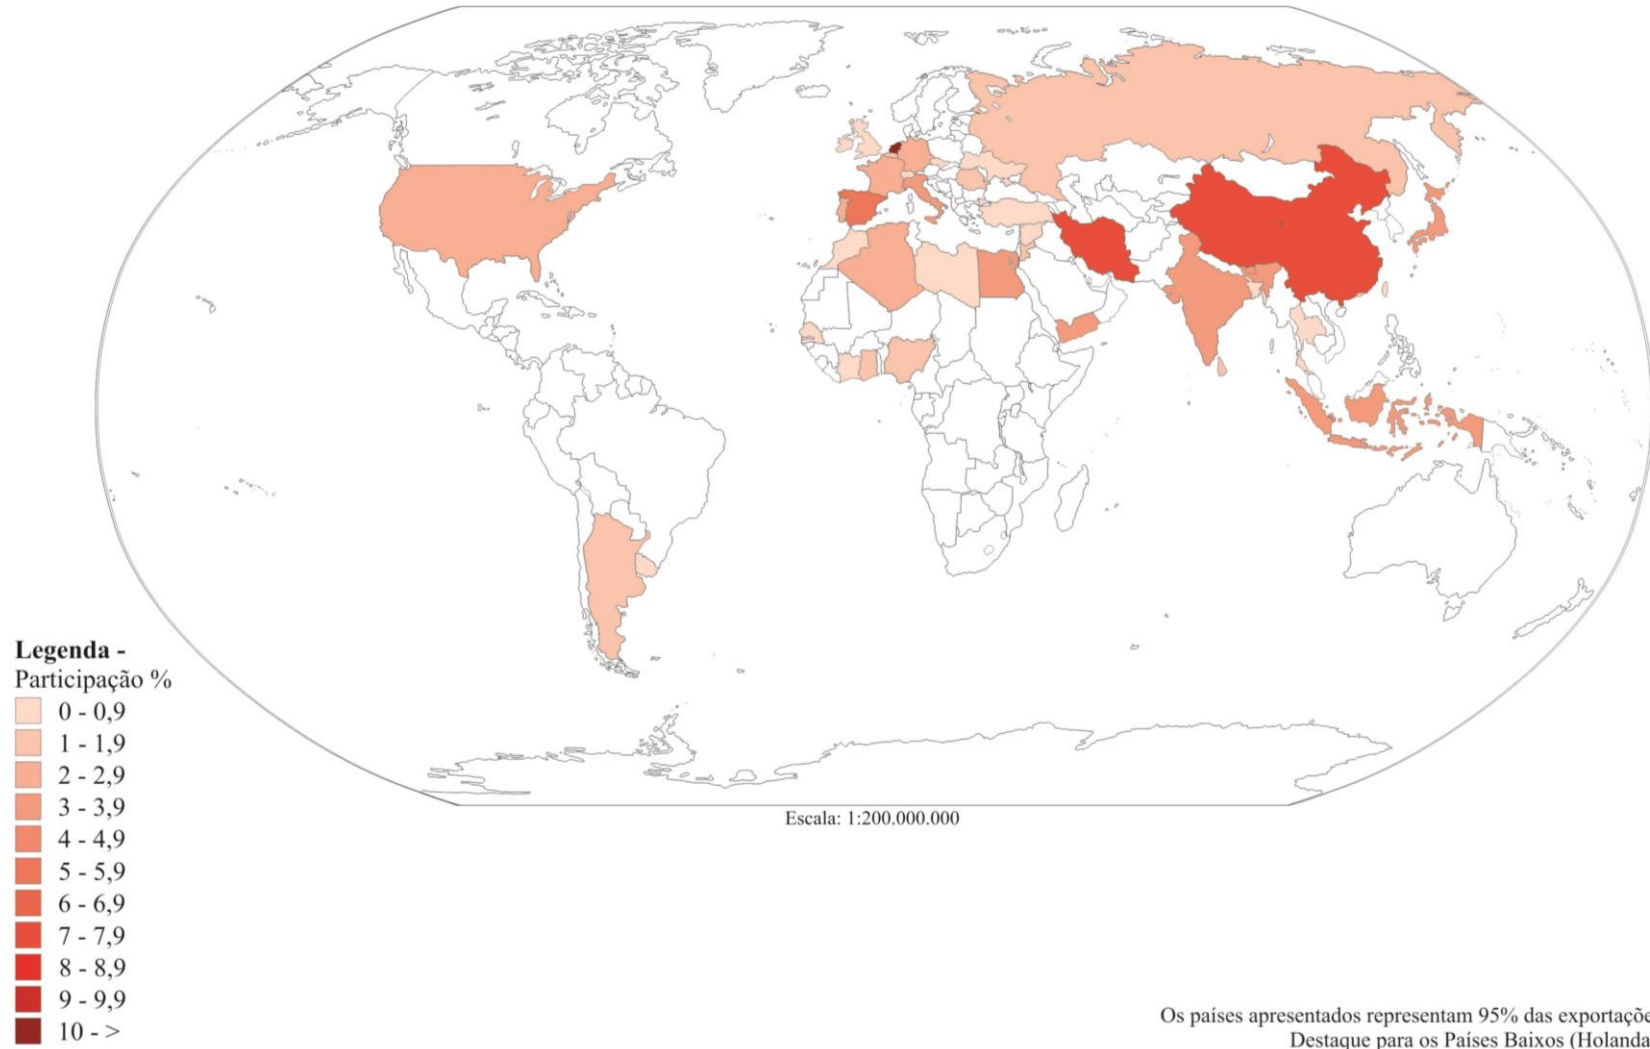 Escala: 1:200.000.000
Legenda -
Participação %
0 - 0,9
1 - 1,9
2 - 2,9
3 - 3,9
4 - 4,9
5 - 5,9
6 - 6,9
7 - 7,9
8 - 8,9
9 - 9,9
10 - >
Os países apresentados representam 95% das exportaçõe
Destaque para os Países Baixos (Holanda